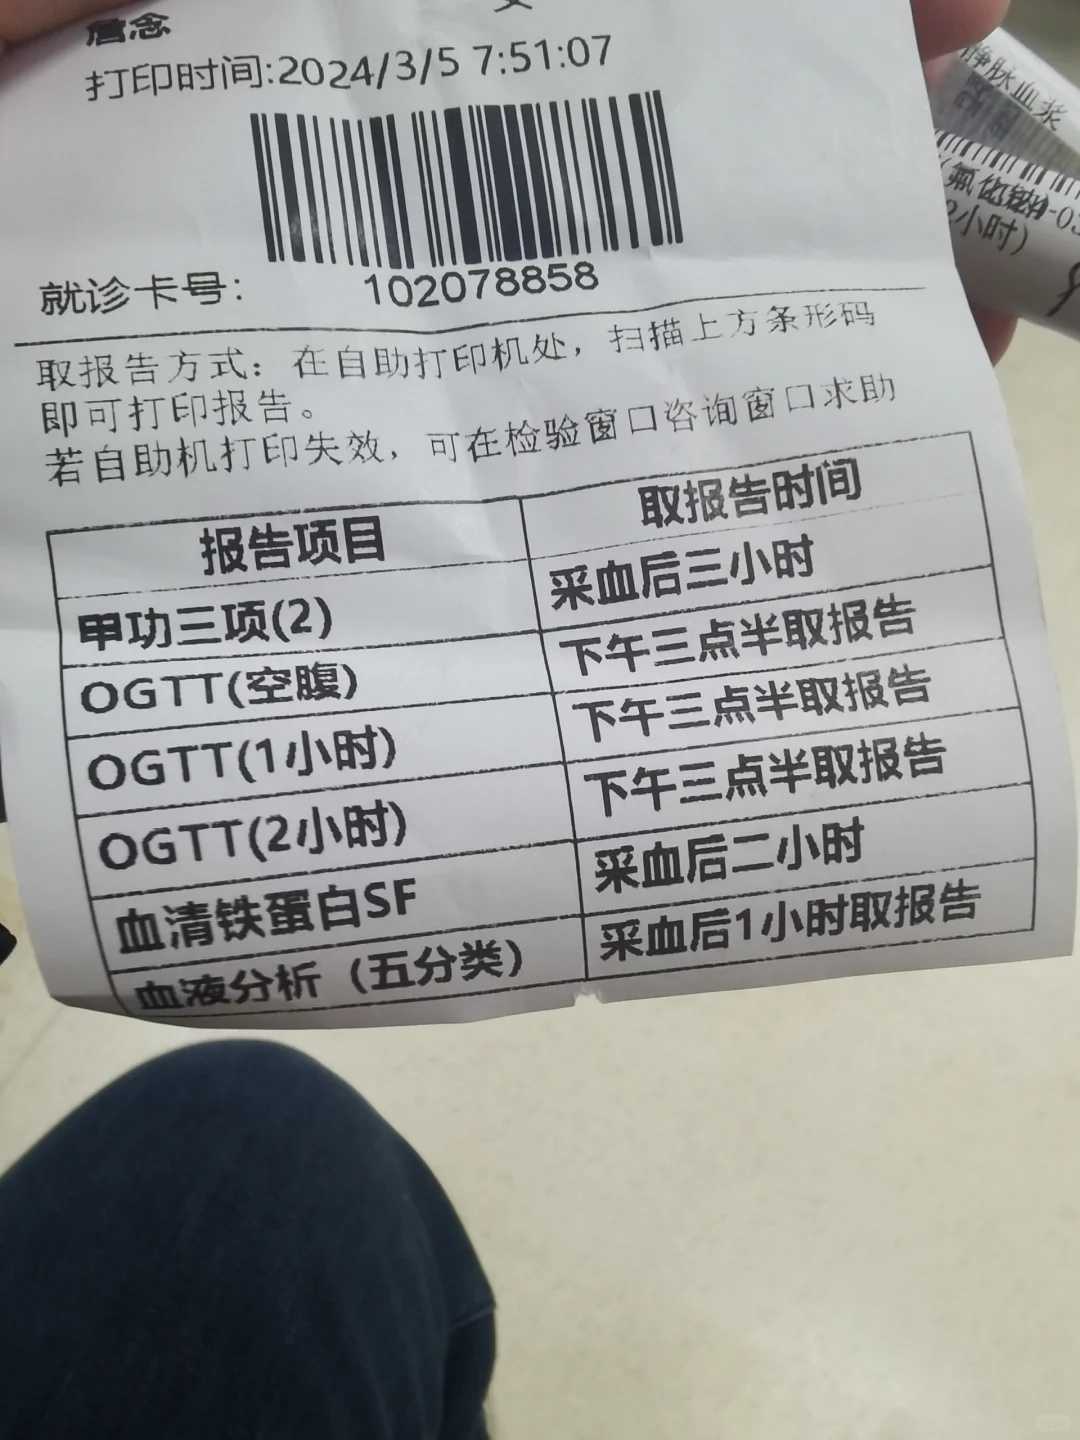 打印时间:2024/3/5 7:51:07
就诊卡号: 102078858
取报告方式：在自助打印机处，扫描上方条形码
即可打印报告。
若自助机打印失效，可在检验窗口咨询窗口求助
报告项目 取报告时间
甲功三项(2) 采血后三小时
OGTT(空腹) 下午三点半取报告
OGTT(1小时) 下午三点半取报告
OGTT(2小时) 下午三点半取报告
血清铁蛋白SF 采血后二小时
血液分析（五分类） 采血后1小时取报告
静脉血浆
2小时)